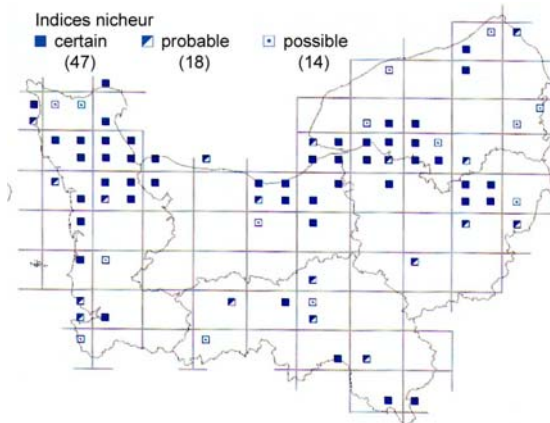 Indices nicheur
certain probable possible
(47) (18) (14)